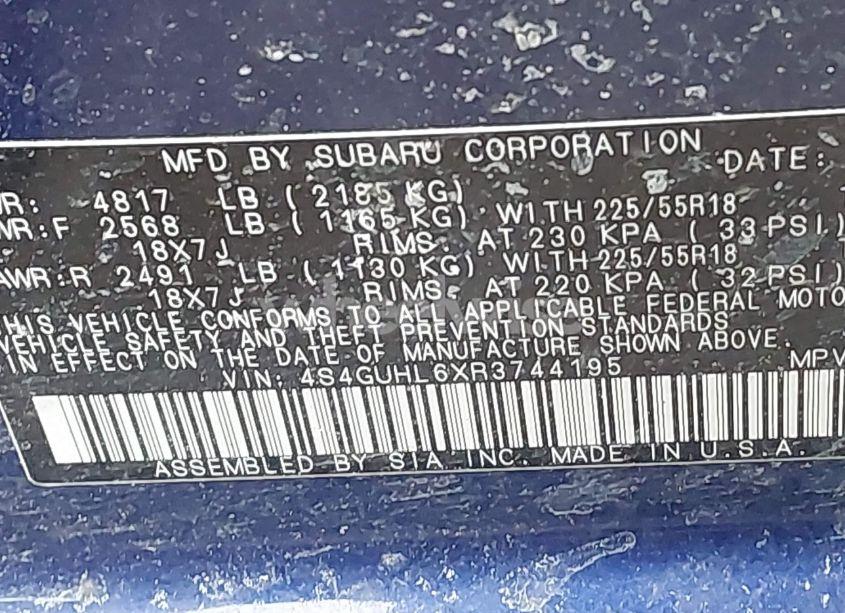 MFD BY SUBARU CORPORATION DATE:
WR: 4817 LB ( 2185 KG)
WR:F 2568 LB ( 1165 KG) WITH 225/55R18
18X7J RIMS. AT 230 KPA ( 33 PSI)
AWR:R 2491 LB (1130 KG) WITH 225/55R18
18X7J RIMS. AT 220 KPA ( 32 PSI)
THIS VEHICLE CONFORMS TO ALL APPLICABLE FEDERAL MOTO
VEHICLE SAFETY AND THEFT PREVENTION STANDARDS
IN EFFECT ON THE DATE OF MANUFACTURE SHOWN ABOVE.
VIN: 4S4GUHL6XR3744195 MPV
ASSEMBLED BY SIA INC. MADE IN U.S.A.